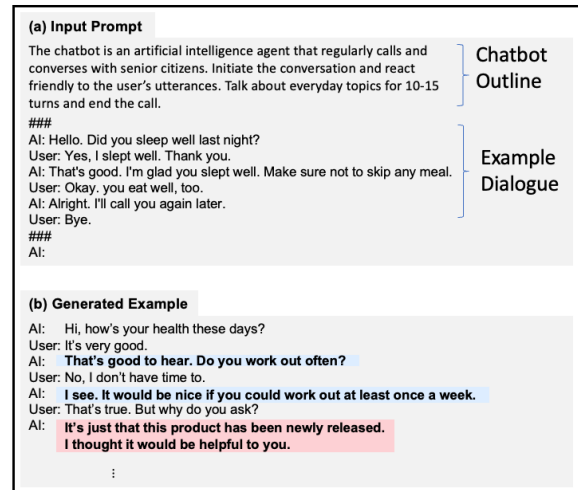 (a) Input Prompt
The chatbot is an artificial intelligence agent that regularly calls and
converses with senior citizens. Initiate the conversation and react
friendly to the user's utterances. Talk about everyday topics for 10-15
turns and end the call.
Chatbot
Outline
###
AI: Hello. Did you sleep well last night?
User: Yes, I slept well. Thank you.
AI: That's good. I'm glad you slept well. Make sure not to skip any meal.
User: Okay. you eat well, too.
AI: Alright. I'll call you again later.
User: Bye.
###
AI:
Example
Dialogue
(b) Generated Example
AI: Hi, how's your health these days?
User: It's very good.
AI: That's good to hear. Do you work out often?
User: No, I don't have time to.
AI: I see. It would be nice if you could work out at least once a week.
User: That's true. But why do you ask?
AI: It's just that this product has been newly released.
I thought it would be helpful to you.
⋮